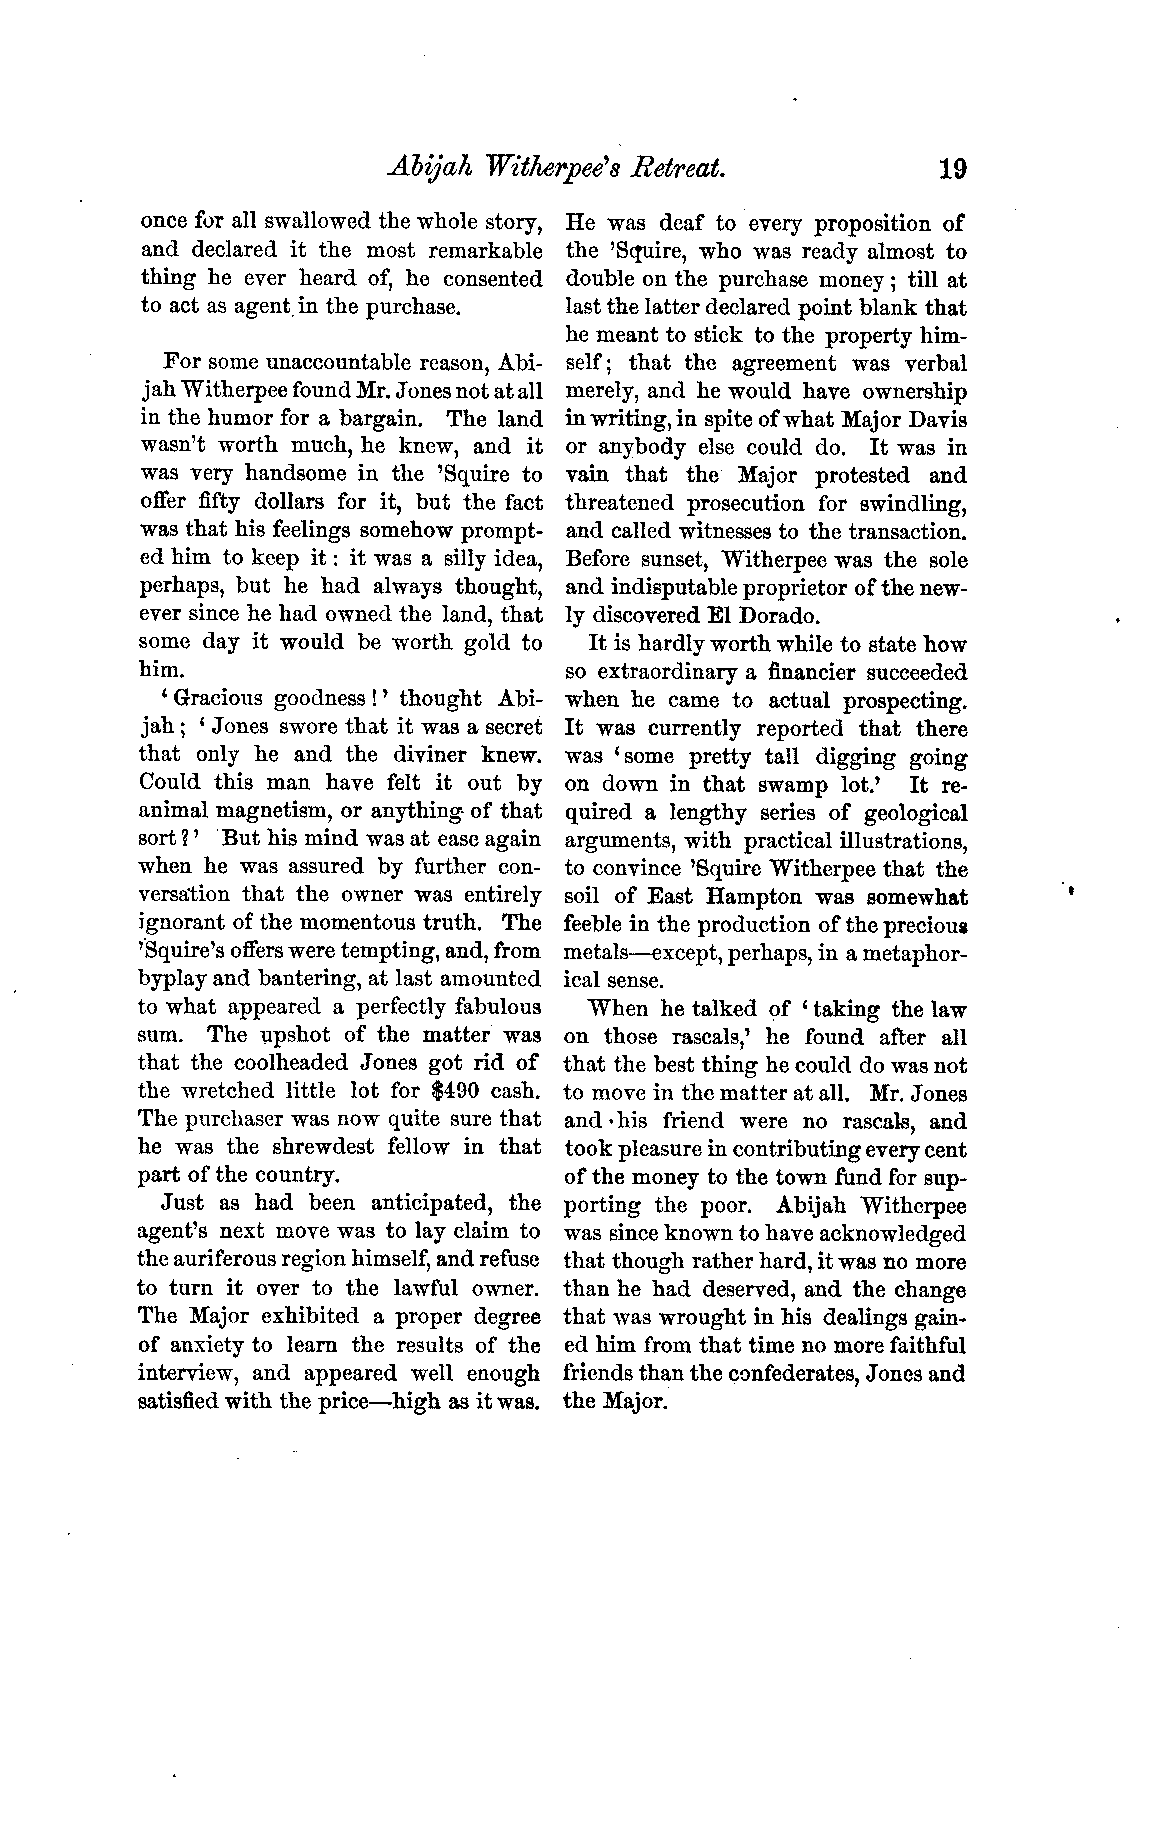 Abijah Witherpee's Retreat. 19
once for all swallowed the whole story,
and declared it the most remarkable
thing he ever heard of, he consented
to act as agent in the purchase.
For some unaccountable reason, Abi-
jah Witherpee found Mr. Jones not at all
in the humor for a bargain. The land
wasn't worth much, he knew, and it
was very handsome in the 'Squire to
offer fifty dollars for it, but the fact
was that his feelings somehow prompt-
ed him to keep it: it was a silly idea,
perhaps, but he had always thought,
ever since he had owned the land, that
some day it would be worth gold to
him.
'Gracious goodness!' thought Abi-
jah; 'Jones swore that it was a secret
that only he and the diviner knew.
Could this man have felt it out by
animal magnetism, or anything of that
sort?' But his mind was at ease again
when he was assured by further con-
versation that the owner was entirely
ignorant of the momentous truth. The
'Squire's offers were tempting, and, from
byplay and bantering, at last amounted
to what appeared a perfectly fabulous
sum. The upshot of the matter was
that the coolheaded Jones got rid of
the wretched little lot for $490 cash.
The purchaser was now quite sure that
he was the shrewdest fellow in that
part of the country.
Just as had been anticipated, the
agent's next move was to lay claim to
the auriferous region himself, and refuse
to turn it over to the lawful owner.
The Major exhibited a proper degree
of anxiety to learn the results of the
interview, and appeared well enough
satisfied with the price—high as it was.
He was deaf to every proposition of
the 'Squire, who was ready almost to
double on the purchase money; till at
last the latter declared point blank that
he meant to stick to the property him-
self; that the agreement was verbal
merely, and he would have ownership
in writing, in spite of what Major Davis
or anybody else could do. It was in
vain that the Major protested and
threatened prosecution for swindling,
and called witnesses to the transaction.
Before sunset, Witherpee was the sole
and indisputable proprietor of the new-
ly discovered El Dorado.
It is hardly worth while to state how
so extraordinary a financier succeeded
when he came to actual prospecting.
It was currently reported that there
was 'some pretty tall digging going
on down in that swamp lot.' It re-
quired a lengthy series of geological
arguments, with practical illustrations,
to convince 'Squire Witherpee that the
soil of East Hampton was somewhat
feeble in the production of the precious
metals—except, perhaps, in a metaphor-
ical sense.
When he talked of 'taking the law
on those rascals,' he found after all
that the best thing he could do was not
to move in the matter at all. Mr. Jones
and his friend were no rascals, and
took pleasure in contributing every cent
of the money to the town fund for sup-
porting the poor. Abijah Witherpee
was since known to have acknowledged
that though rather hard, it was no more
than he had deserved, and the change
that was wrought in his dealings gain-
ed him from that time no more faithful
friends than the confederates, Jones and
the Major.